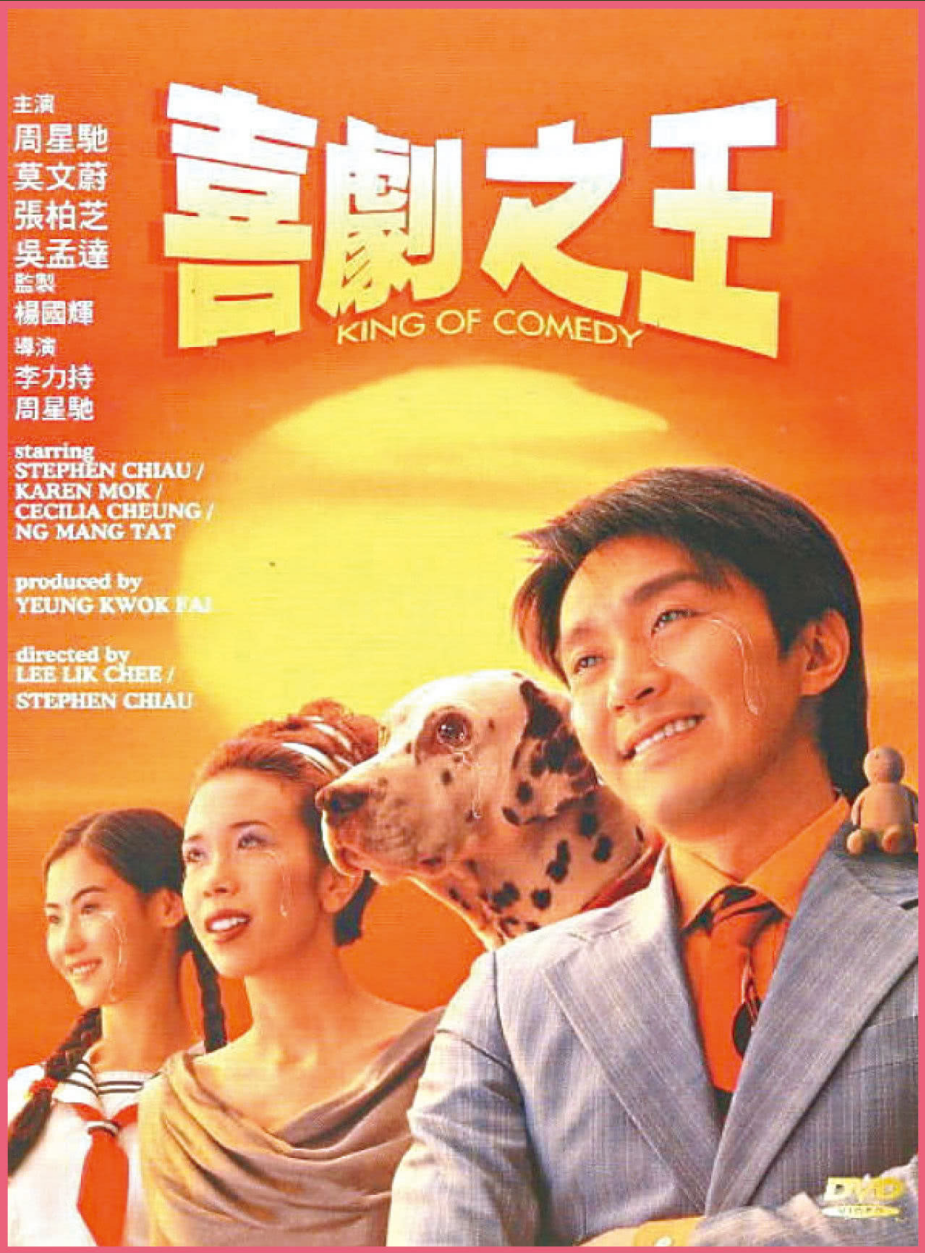 喜劇之王
KING OF COMEDY
主演
周星馳
莫文蔚
張柏芝
吳孟達
監製
楊國輝
導演
李力持
周星馳
starring
STEPHEN CHIAU /
KAREN MOK /
CECILIA CHEUNG /
NG MANG TAT
produced by
YEUNG KWOK FAI
directed by
LEE LIK CHEE /
STEPHEN CHIAU
DVD
VIDEO